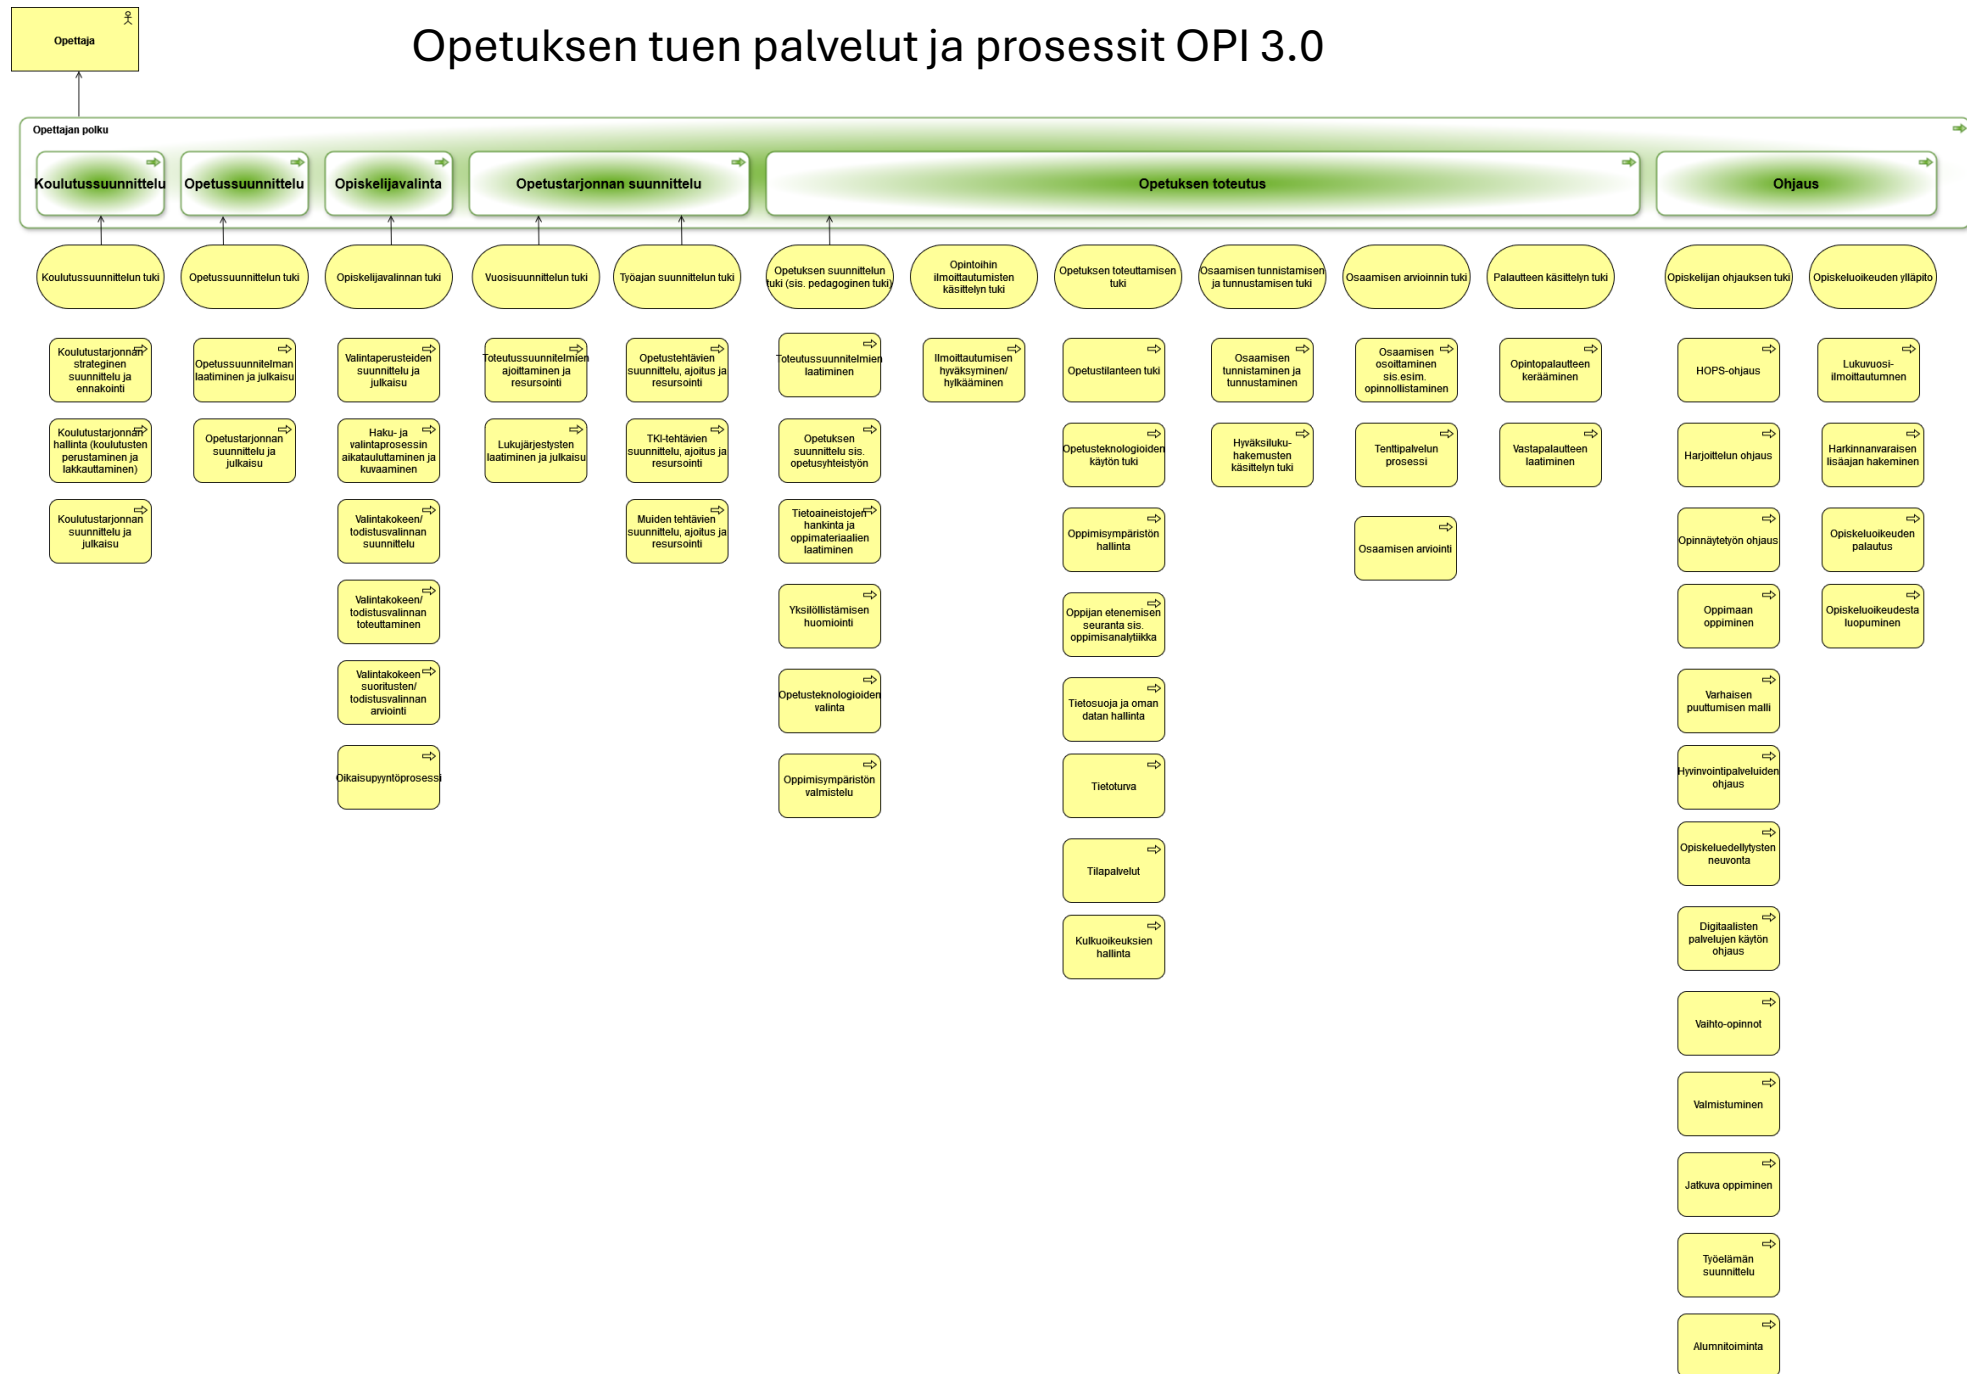 Opettaja
Opetuksen tuen palvelut ja prosessit OPI 3.0
Opettajan polku
Koulutussuunnittelu
Opetussuunnittelu
Opiskelijavalinta
Opetustarjonnan suunnittelu
Opetuksen toteutus
Ohjaus
Koulutussuunnittelun tuki
Opetussuunnittelun tuki
Opiskelijavalinnan tuki
Vuosisuunnittelun tuki
Työajan suunnittelun tuki
Opetuksen suunnittelun
tuki (sis. pedagoginen tuki)
Opintoihin
ilmoittautumisten
käsittelyn tuki
Opetuksen toteuttamisen
tuki
Osaamisen tunnistamisen
ja tunnustamisen tuki
Osaamisen arvioinnin tuki
Palautteen käsittelyn tuki
Opiskelijan ohjauksen tuki
Opiskeluoikeuden ylläpito
Koulutustarjonnan
strateginen
suunnittelu ja
ennakointi
Koulutustarjonnan
hallinta (koulutusten
perustaminen ja
lakkauttaminen)
Koulutustarjonnan
suunnittelu ja
julkaisu
Opetussuunnitelman
laatiminen ja julkaisu
Opetustarjonnan
suunnittelu ja
julkaisu
Valintaperusteiden
suunnittelu ja
julkaisu
Haku- ja
valintaprosessin
aikatauluttaminen ja
kuvaaminen
Valintakokeen/
todistusvalinnan
suunnittelu
Valintakokeen/
todistusvalinnan
toteuttaminen
Valintakokeen
suoritusten/
todistusvalinnan
arviointi
Oikaisupyyntöprosessi
Toteutussuunnitelmien
ajoittaminen ja
resursointi
Lukujärjestysten
laatiminen ja julkaisu
Opetustehtävien
suunnittelu, ajoitus ja
resursointi
TKI-tehtävien
suunnittelu, ajoitus ja
resursointi
Muiden tehtävien
suunnittelu, ajoitus ja
resursointi
Toteutussuunnitelmien
laatiminen
Opetuksen
suunnittelu sis.
opetusyhteistyön
Tietoaineistojen
hankinta ja
oppimateriaalien
laatiminen
Yksilöllistämisen
huomiointi
Opetusteknologioiden
valinta
Oppimisympäristön
valmistelu
Ilmoittautumisen
hyväksyminen/
hylkääminen
Opetustilanteen tuki
Opetusteknologioiden
käytön tuki
Oppimisympäristön
hallinta
Oppijan etenemisen
seuranta sis.
oppimisanalytiikka
Tietosuoja ja oman
datan hallinta
Tietoturva
Tilapalvelut
Kulkuoikeuksien
hallinta
Osaamisen
tunnistaminen ja
tunnustaminen
Hyväksiluku-
hakemusten
käsittelyn tuki
Osaamisen
osoittaminen
sis.esim.
opinnollistaminen
Tenttipalvelun
prosessi
Osaamisen arviointi
Opintopalautteen
kerääminen
Vastapalautteen
laatiminen
HOPS-ohjaus
Harjoittelun ohjaus
Opinnäytetyön ohjaus
Oppimaan
oppiminen
Varhaisen
puuttumisen malli
Hyvinvointipalveluiden
ohjaus
Opiskeluedellytysten
neuvonta
Digitaalisten
palvelujen käytön
ohjaus
Vaihto-opinnot
Valmistuminen
Jatkuva oppiminen
Työelämän
suunnittelu
Alumnitoiminta
Lukuvuosi-
ilmoittautumnen
Harkinnanvaraisen
lisäajan hakeminen
Opiskeluoikeuden
palautus
Opiskeluoikeudesta
luopuminen